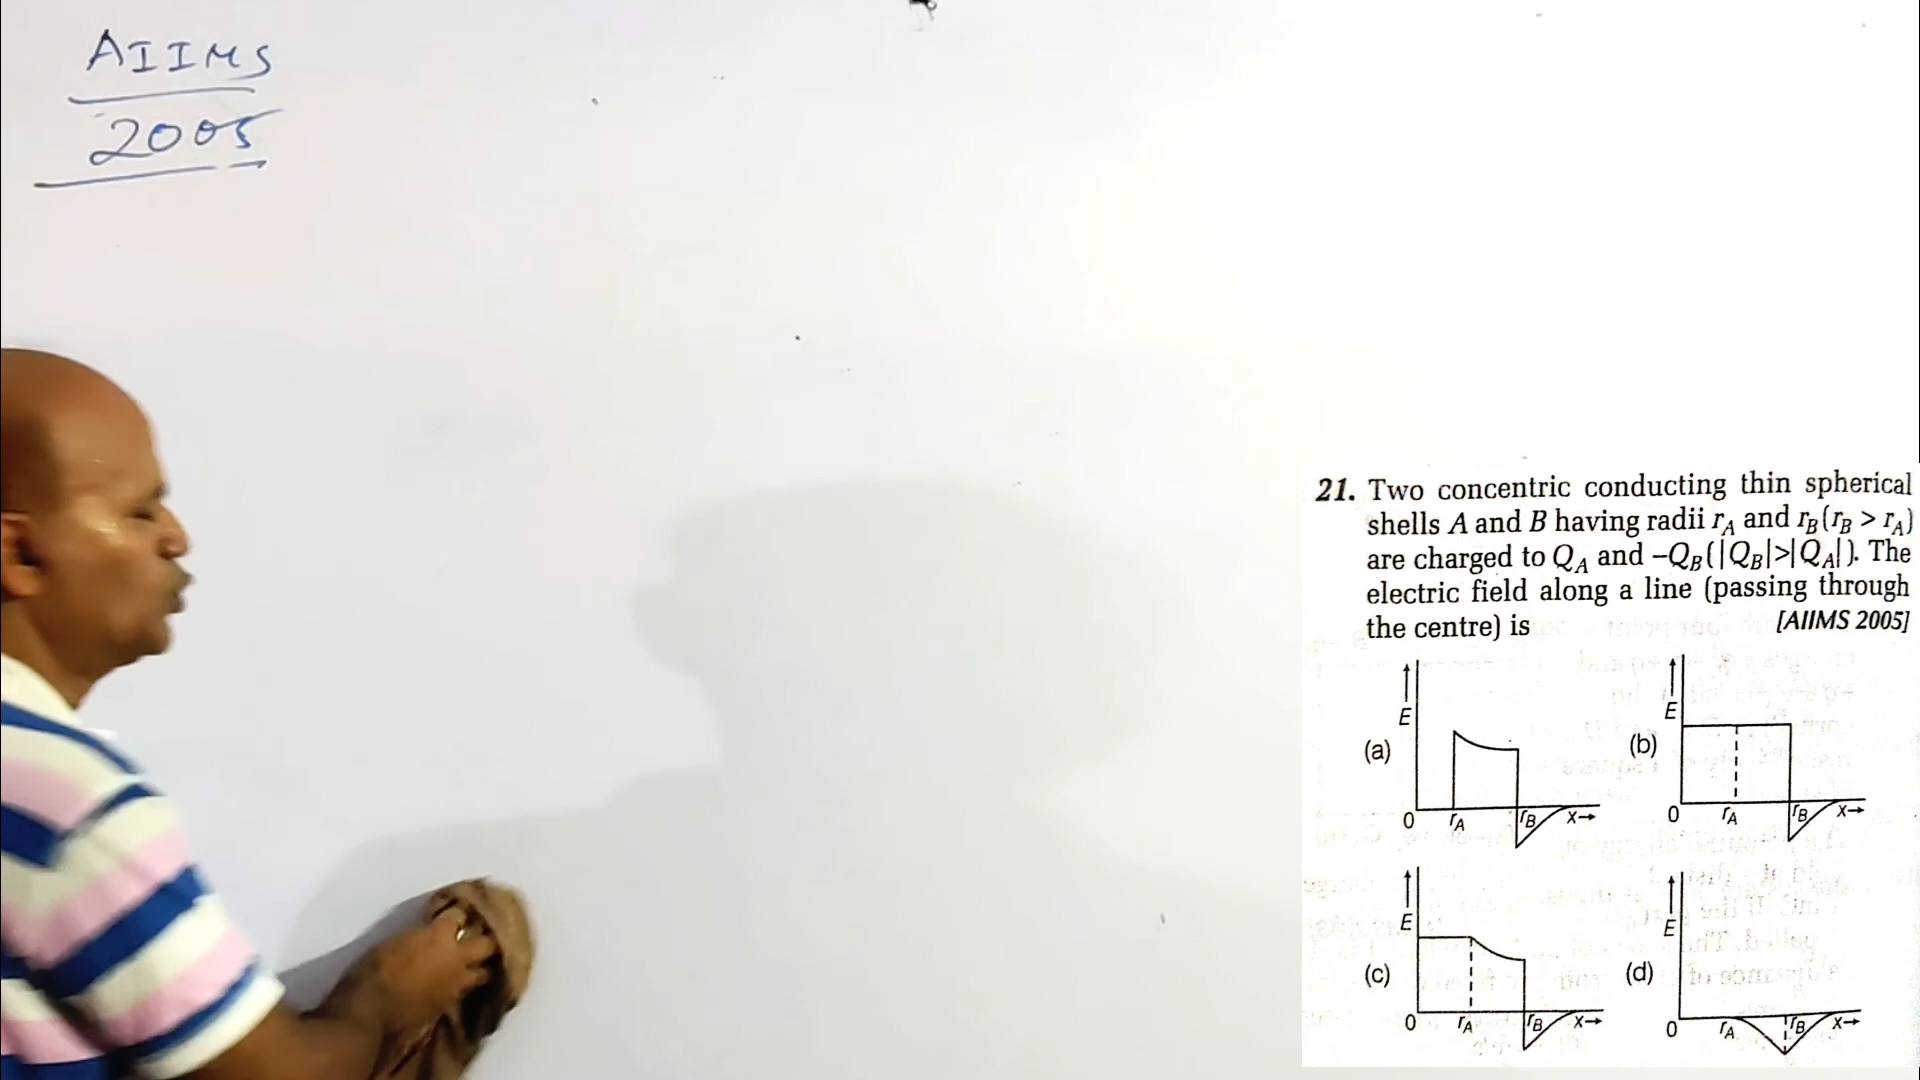 AIIMS
2005
21. Two concentric conducting thin spherical
shells A and B having radii r_A and r_B (r_B > r_A)
are charged to Q_A and –Q_B (|Q_B|>|Q_A|). The
electric field along a line (passing through
the centre) is [AIIMS 2005]
(a) E 0 r_A r_B x→
(b) E 0 r_A r_B x→
(c) E 0 r_A r_B x→
(d) E 0 r_A r_B x→